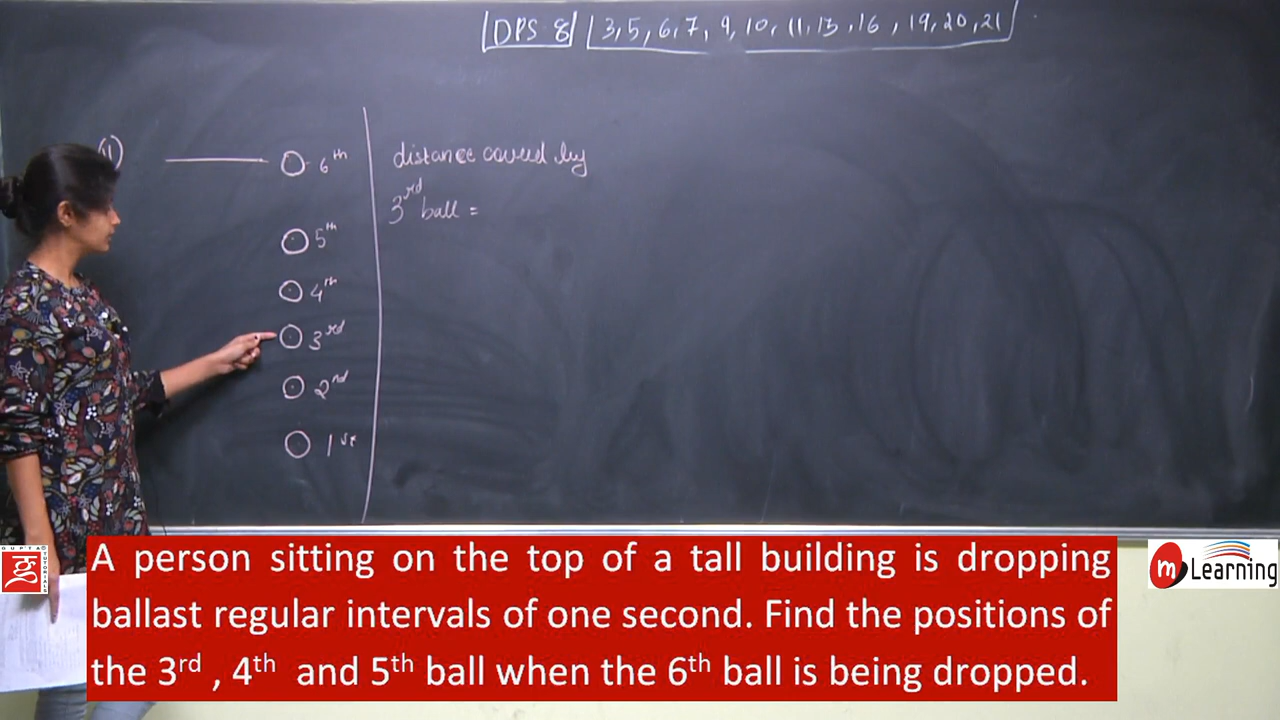 DPS 8 3, 5, 6, 7, 9, 10, 11, 13, 16, 19, 20, 21
6th
5th
4th
3rd
2nd
1st
distance covered by
3rd ball =
A person sitting on the top of a tall building is dropping
ballast regular intervals of one second. Find the positions of
the 3rd , 4th and 5th ball when the 6th ball is being dropped.
GUPTA
TUTORIALS
m Learning